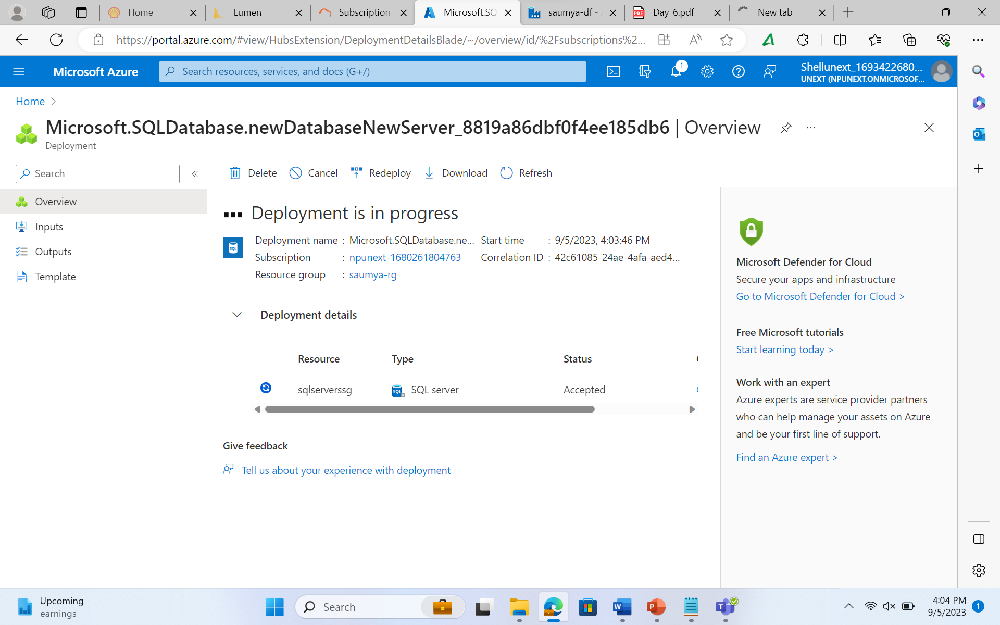 Home
Lumen
Subscription
Microsoft.SQ
saumya-df -
Day_6.pdf
New tab
https://portal.azure.com/#view/HubsExtension/DeploymentDetailsBlade/~/overview/id/%2Fsubscriptions%2...
Microsoft Azure
Search resources, services, and docs (G+/)
1
Shellunext_1693422680...
UNEXT (NPUNEXT.ONMICROSOF...
Home
Microsoft.SQLDatabase.newDatabaseNewServer_8819a86dbf0f4ee185db6 | Overview
Deployment
Search
Delete
Cancel
Redeploy
Download
Refresh
Overview
Inputs
Outputs
Template
Deployment is in progress
Deployment name : Microsoft.SQLDatabase.ne...
Start time : 9/5/2023, 4:03:46 PM
Subscription : npunext-1680261804763
Correlation ID : 42c61085-24ae-4afa-aed4...
Resource group : saumya-rg
Deployment details
Resource Type Status
sqlserverssg SQL server Accepted
Give feedback
Tell us about your experience with deployment
Microsoft Defender for Cloud
Secure your apps and infrastructure
Go to Microsoft Defender for Cloud >
Free Microsoft tutorials
Start learning today >
Work with an expert
Azure experts are service provider partners
who can help manage your assets on Azure
and be your first line of support.
Find an Azure expert >
Upcoming
earnings
Search
4:04 PM
9/5/2023
1